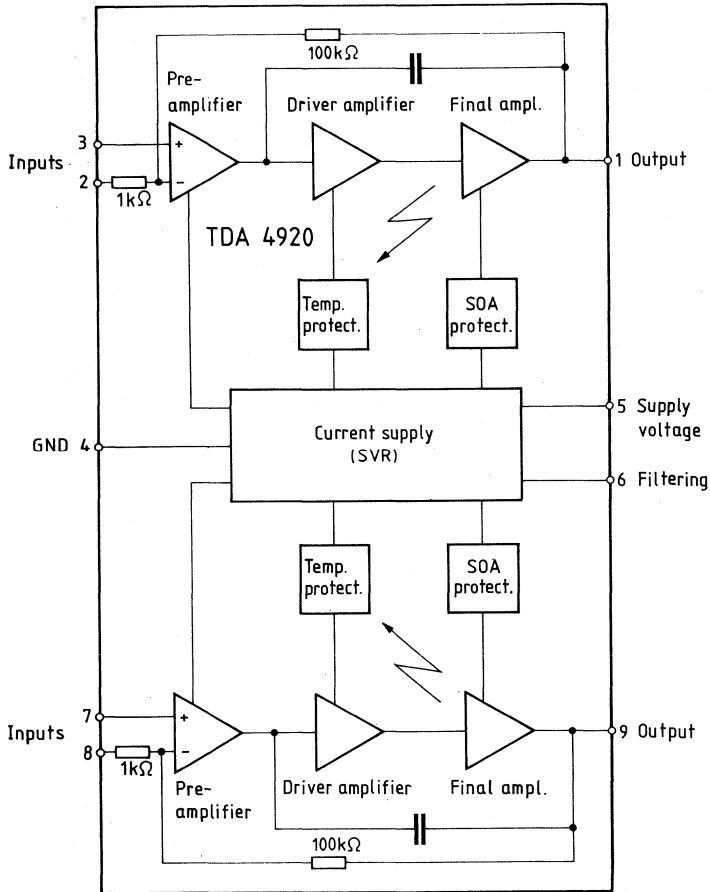 100kΩ
Pre-
amplifier
Driver amplifier
Final ampl.
3
+
Inputs
1 Output
2
1kΩ
−
TDA 4920
Temp.
protect.
SOA
protect.
5 Supply
voltage
Current supply
(SVR)
GND 4
6 Filtering
Temp.
protect.
SOA
protect.
7
+
Inputs
9 Output
8
−
1kΩ
Pre-
amplifier
Driver amplifier
Final ampl.
100kΩ